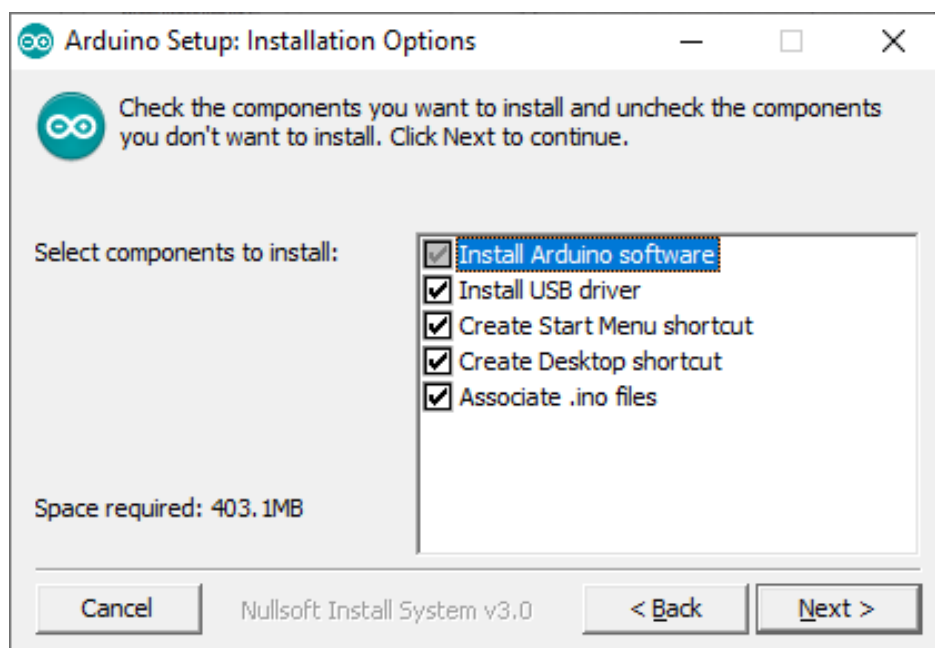 Arduino Setup: Installation Options
Check the components you want to install and uncheck the components
you don't want to install. Click Next to continue.
Select components to install:
Install Arduino software
Install USB driver
Create Start Menu shortcut
Create Desktop shortcut
Associate .ino files
Space required: 403.1MB
Cancel
Nullsoft Install System v3.0
< Back
Next >